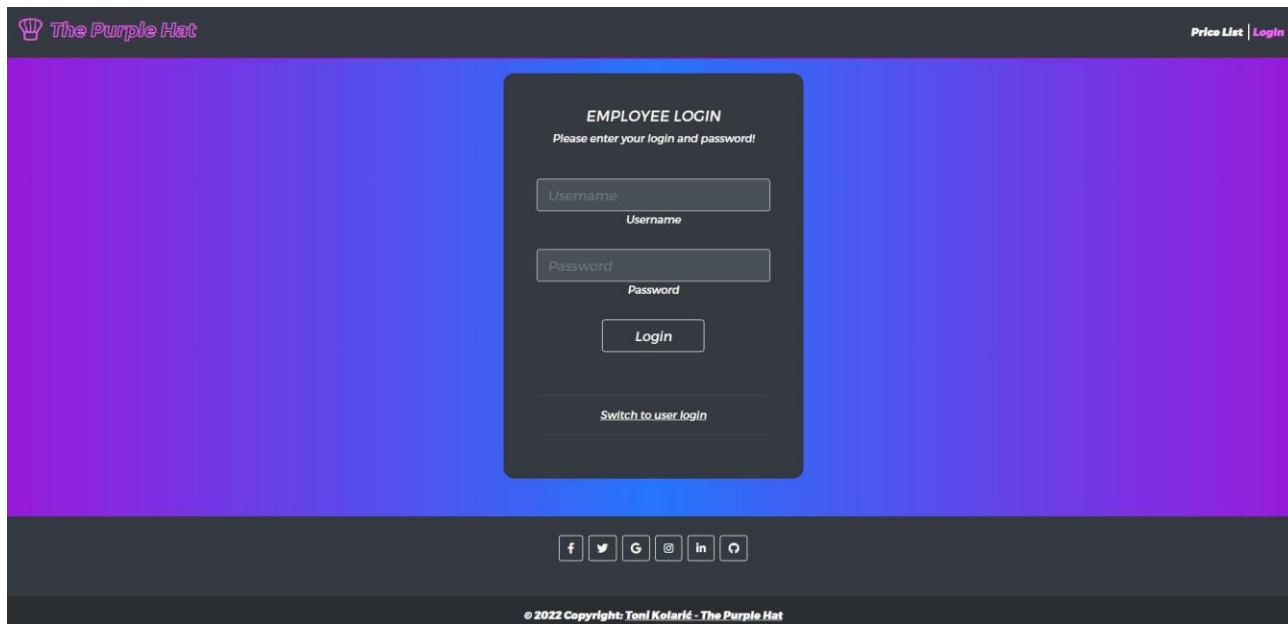 The Purple Hat
Price List | Login
EMPLOYEE LOGIN
Please enter your login and password!
Username
Username
Password
Password
Login
Switch to user login
© 2022 Copyright: Toni Kolarić - The Purple Hat